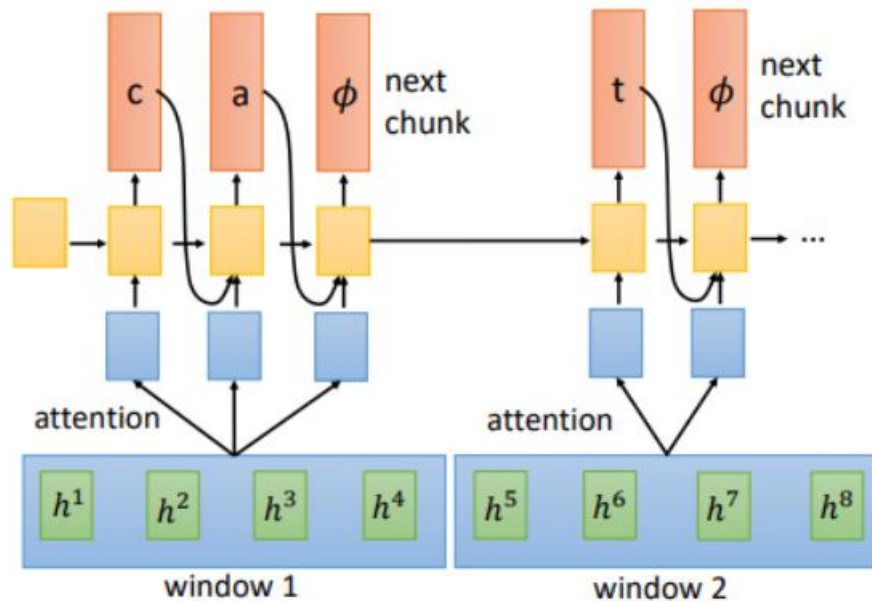 c a ϕ next chunk
t ϕ next chunk
...
attention
attention
h¹ h² h³ h⁴
h⁵ h⁶ h⁷ h⁸
window 1
window 2